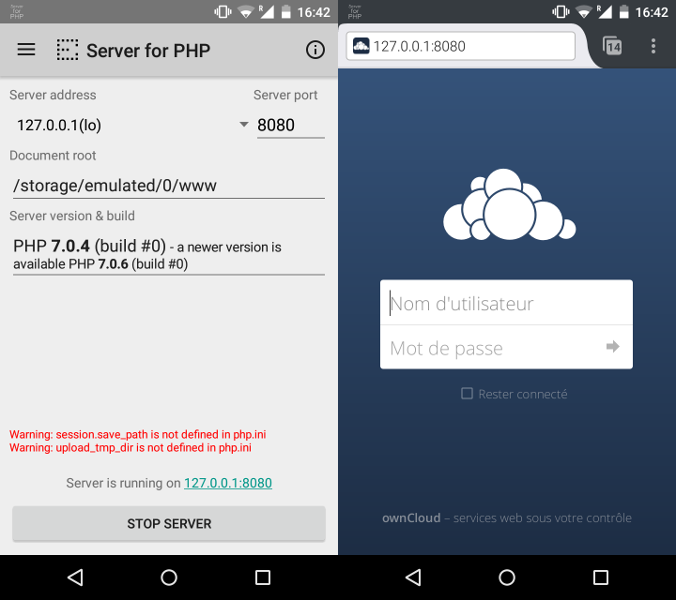 Server for PHP
16:42
Server for PHP
Server address
Server port
127.0.0.1(lo)
8080
Document root
/storage/emulated/0/www
Server version & build
PHP 7.0.4 (build #0) - a newer version is
available PHP 7.0.6 (build #0)
Warning: session.save_path is not defined in php.ini
Warning: upload_tmp_dir is not defined in php.ini
Server is running on 127.0.0.1:8080
STOP SERVER
Server for PHP
R
16:42
127.0.0.1:8080
14
Nom d'utilisateur
Mot de passe
Rester connecté
ownCloud – services web sous votre contrôle